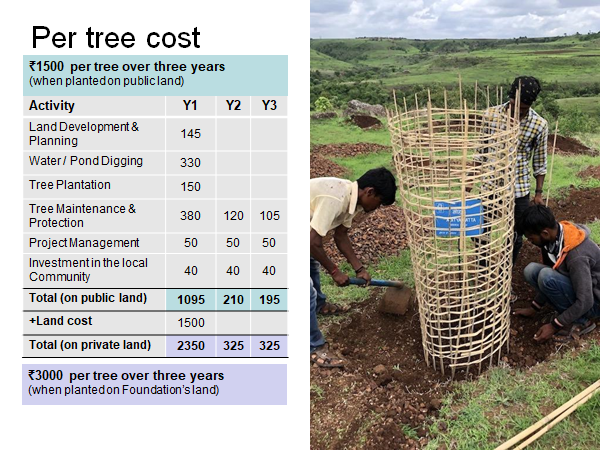 Per tree cost
₹1500 per tree over three years
(when planted on public land)
Activity Y1 Y2 Y3
Land Development &
Planning 145
Water / Pond Digging 330
Tree Plantation 150
Tree Maintenance &
Protection 380 120 105
Project Management 50 50 50
Investment in the local
Community 40 40 40
Total (on public land) 1095 210 195
+Land cost 1500
Total (on private land) 2350 325 325
₹3000 per tree over three years
(when planted on Foundation's land)